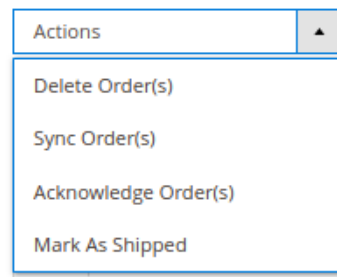 Actions
Delete Order(s)
Sync Order(s)
Acknowledge Order(s)
Mark As Shipped